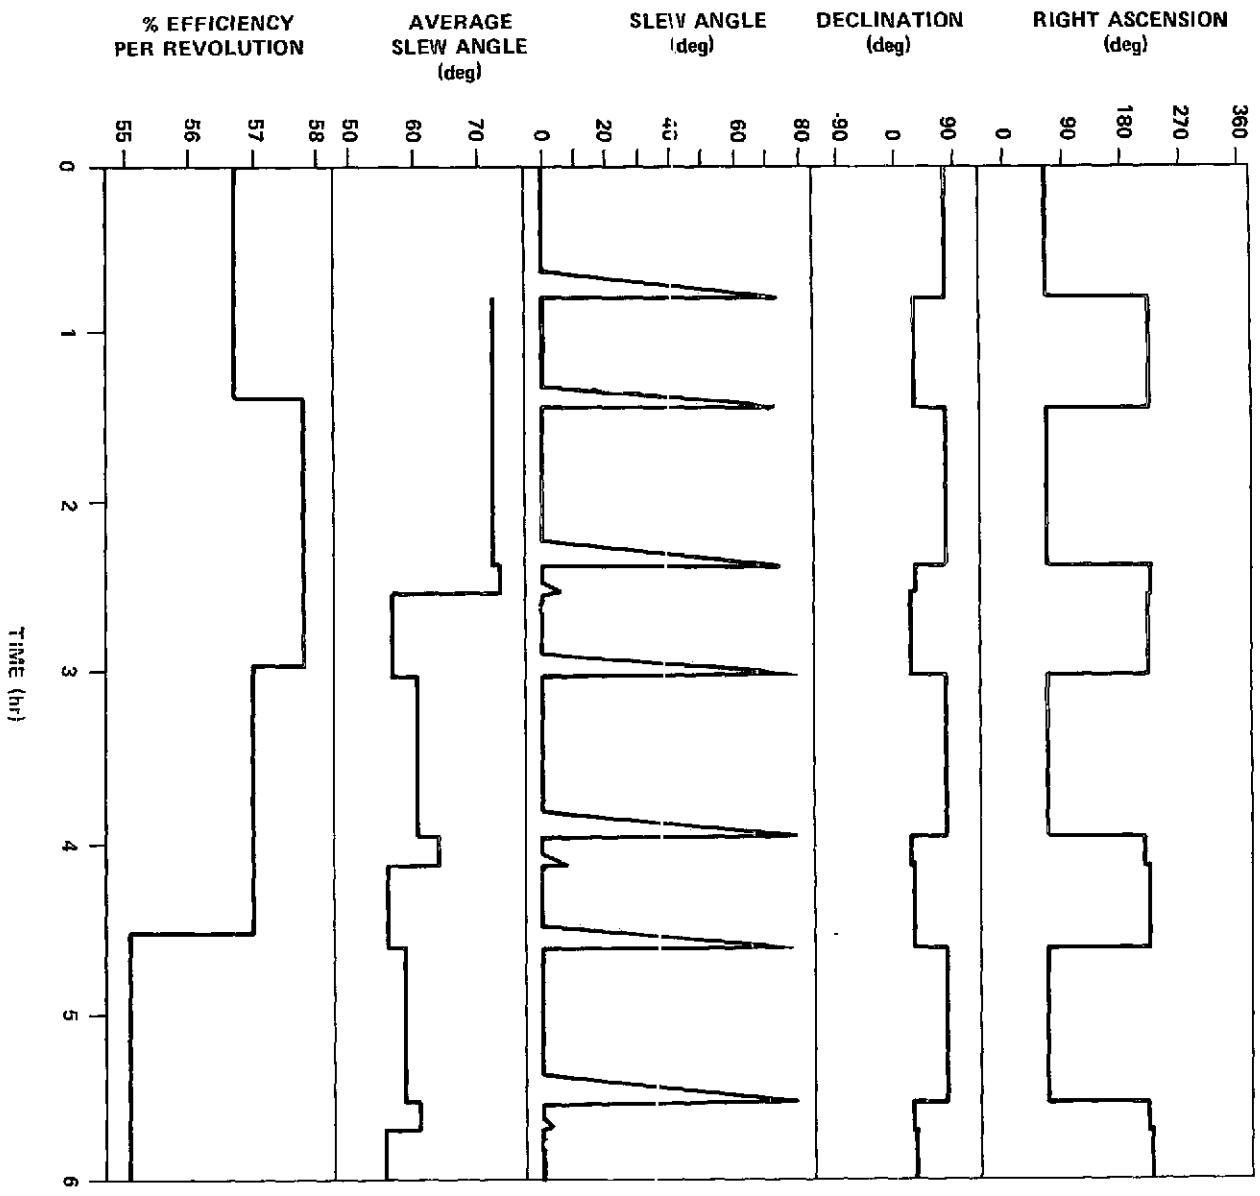 % EFFICIENCY
PER REVOLUTION
AVERAGE
SLEW ANGLE
(deg)
SLEW ANGLE
(deg)
DECLINATION
(deg)
RIGHT ASCENSION
(deg)
55 56 57 58
50 60 70
0 20 40 60 80
-90 0 90
0 90 180 270 360
0
1
2
3
4
5
6
TIME (hr)